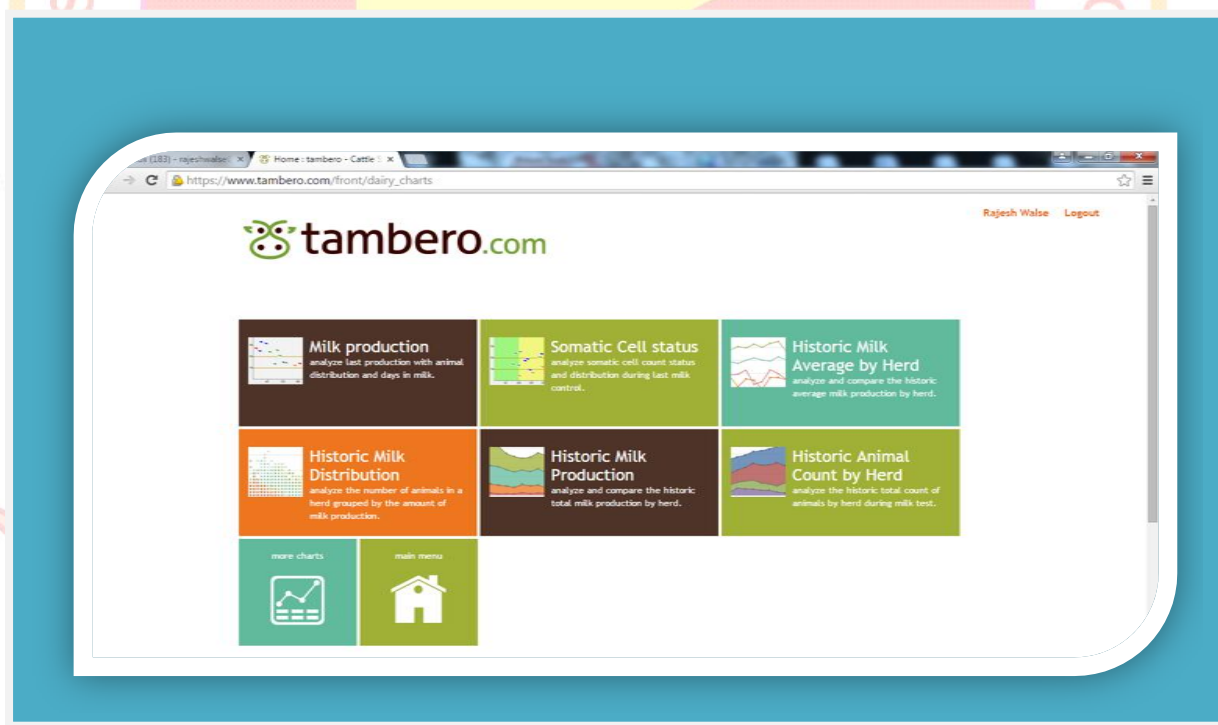 (183) - rajeshwalse
Home : tambero - Cattle
https://www.tambero.com/front/dairy_charts
Rajesh Walse Logout
tambero.com
Milk production
analyze last production with animal
distribution and days in milk.
Somatic Cell status
analyze somatic cell count status
and distribution during last milk
control.
Historic Milk
Average by Herd
analyze and compare the historic
average milk production by herd.
Historic Milk
Distribution
analyze the number of animals in a
herd grouped by the amount of
milk production.
Historic Milk
Production
analyze and compare the historic
total milk production by herd.
Historic Animal
Count by Herd
analyze the historic total count of
animals by herd during milk test.
more charts
main menu